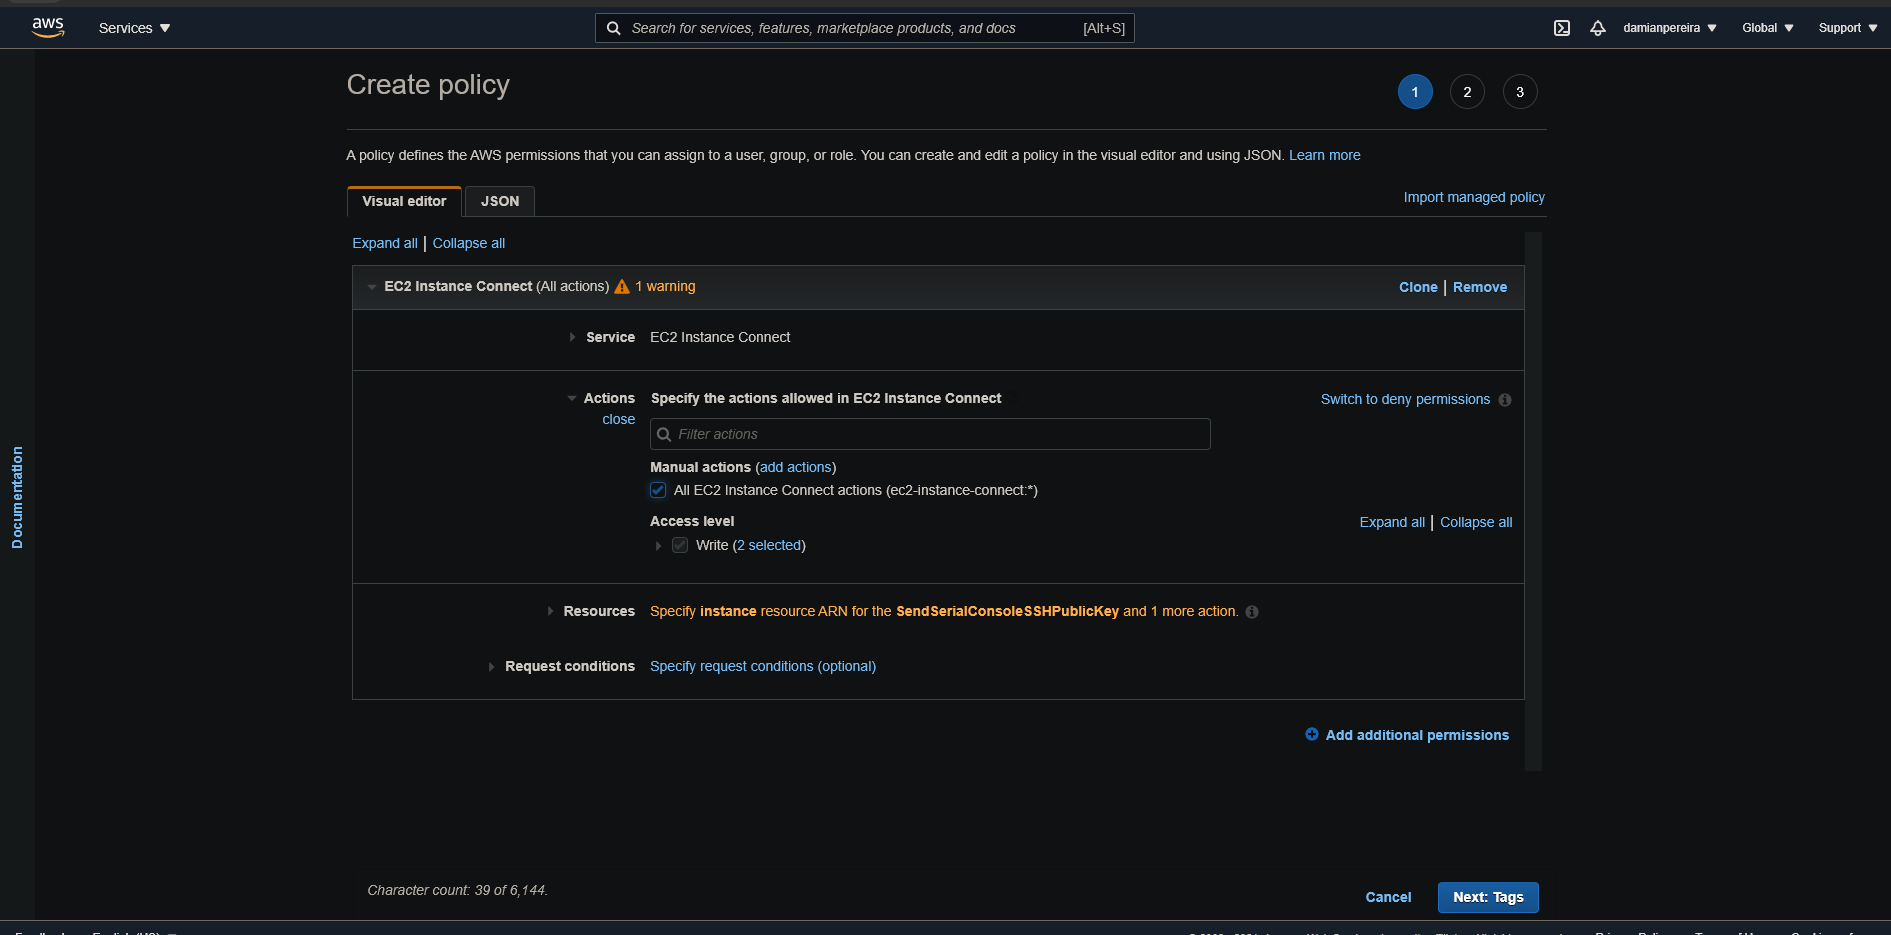 aws
Services
Search for services, features, marketplace products, and docs [Alt+S]
damianpereira
Global
Support
Create policy
1 2 3
A policy defines the AWS permissions that you can assign to a user, group, or role. You can create and edit a policy in the visual editor and using JSON. Learn more
Visual editor
JSON
Import managed policy
Expand all | Collapse all
EC2 Instance Connect (All actions) 1 warning
Clone | Remove
Service EC2 Instance Connect
Actions Specify the actions allowed in EC2 Instance Connect
Switch to deny permissions
close
Filter actions
Manual actions (add actions)
All EC2 Instance Connect actions (ec2-instance-connect:*)
Access level
Expand all | Collapse all
Write (2 selected)
Resources Specify instance resource ARN for the SendSerialConsoleSSHPublicKey and 1 more action.
Request conditions Specify request conditions (optional)
Add additional permissions
Documentation
Character count: 39 of 6,144.
Cancel
Next: Tags